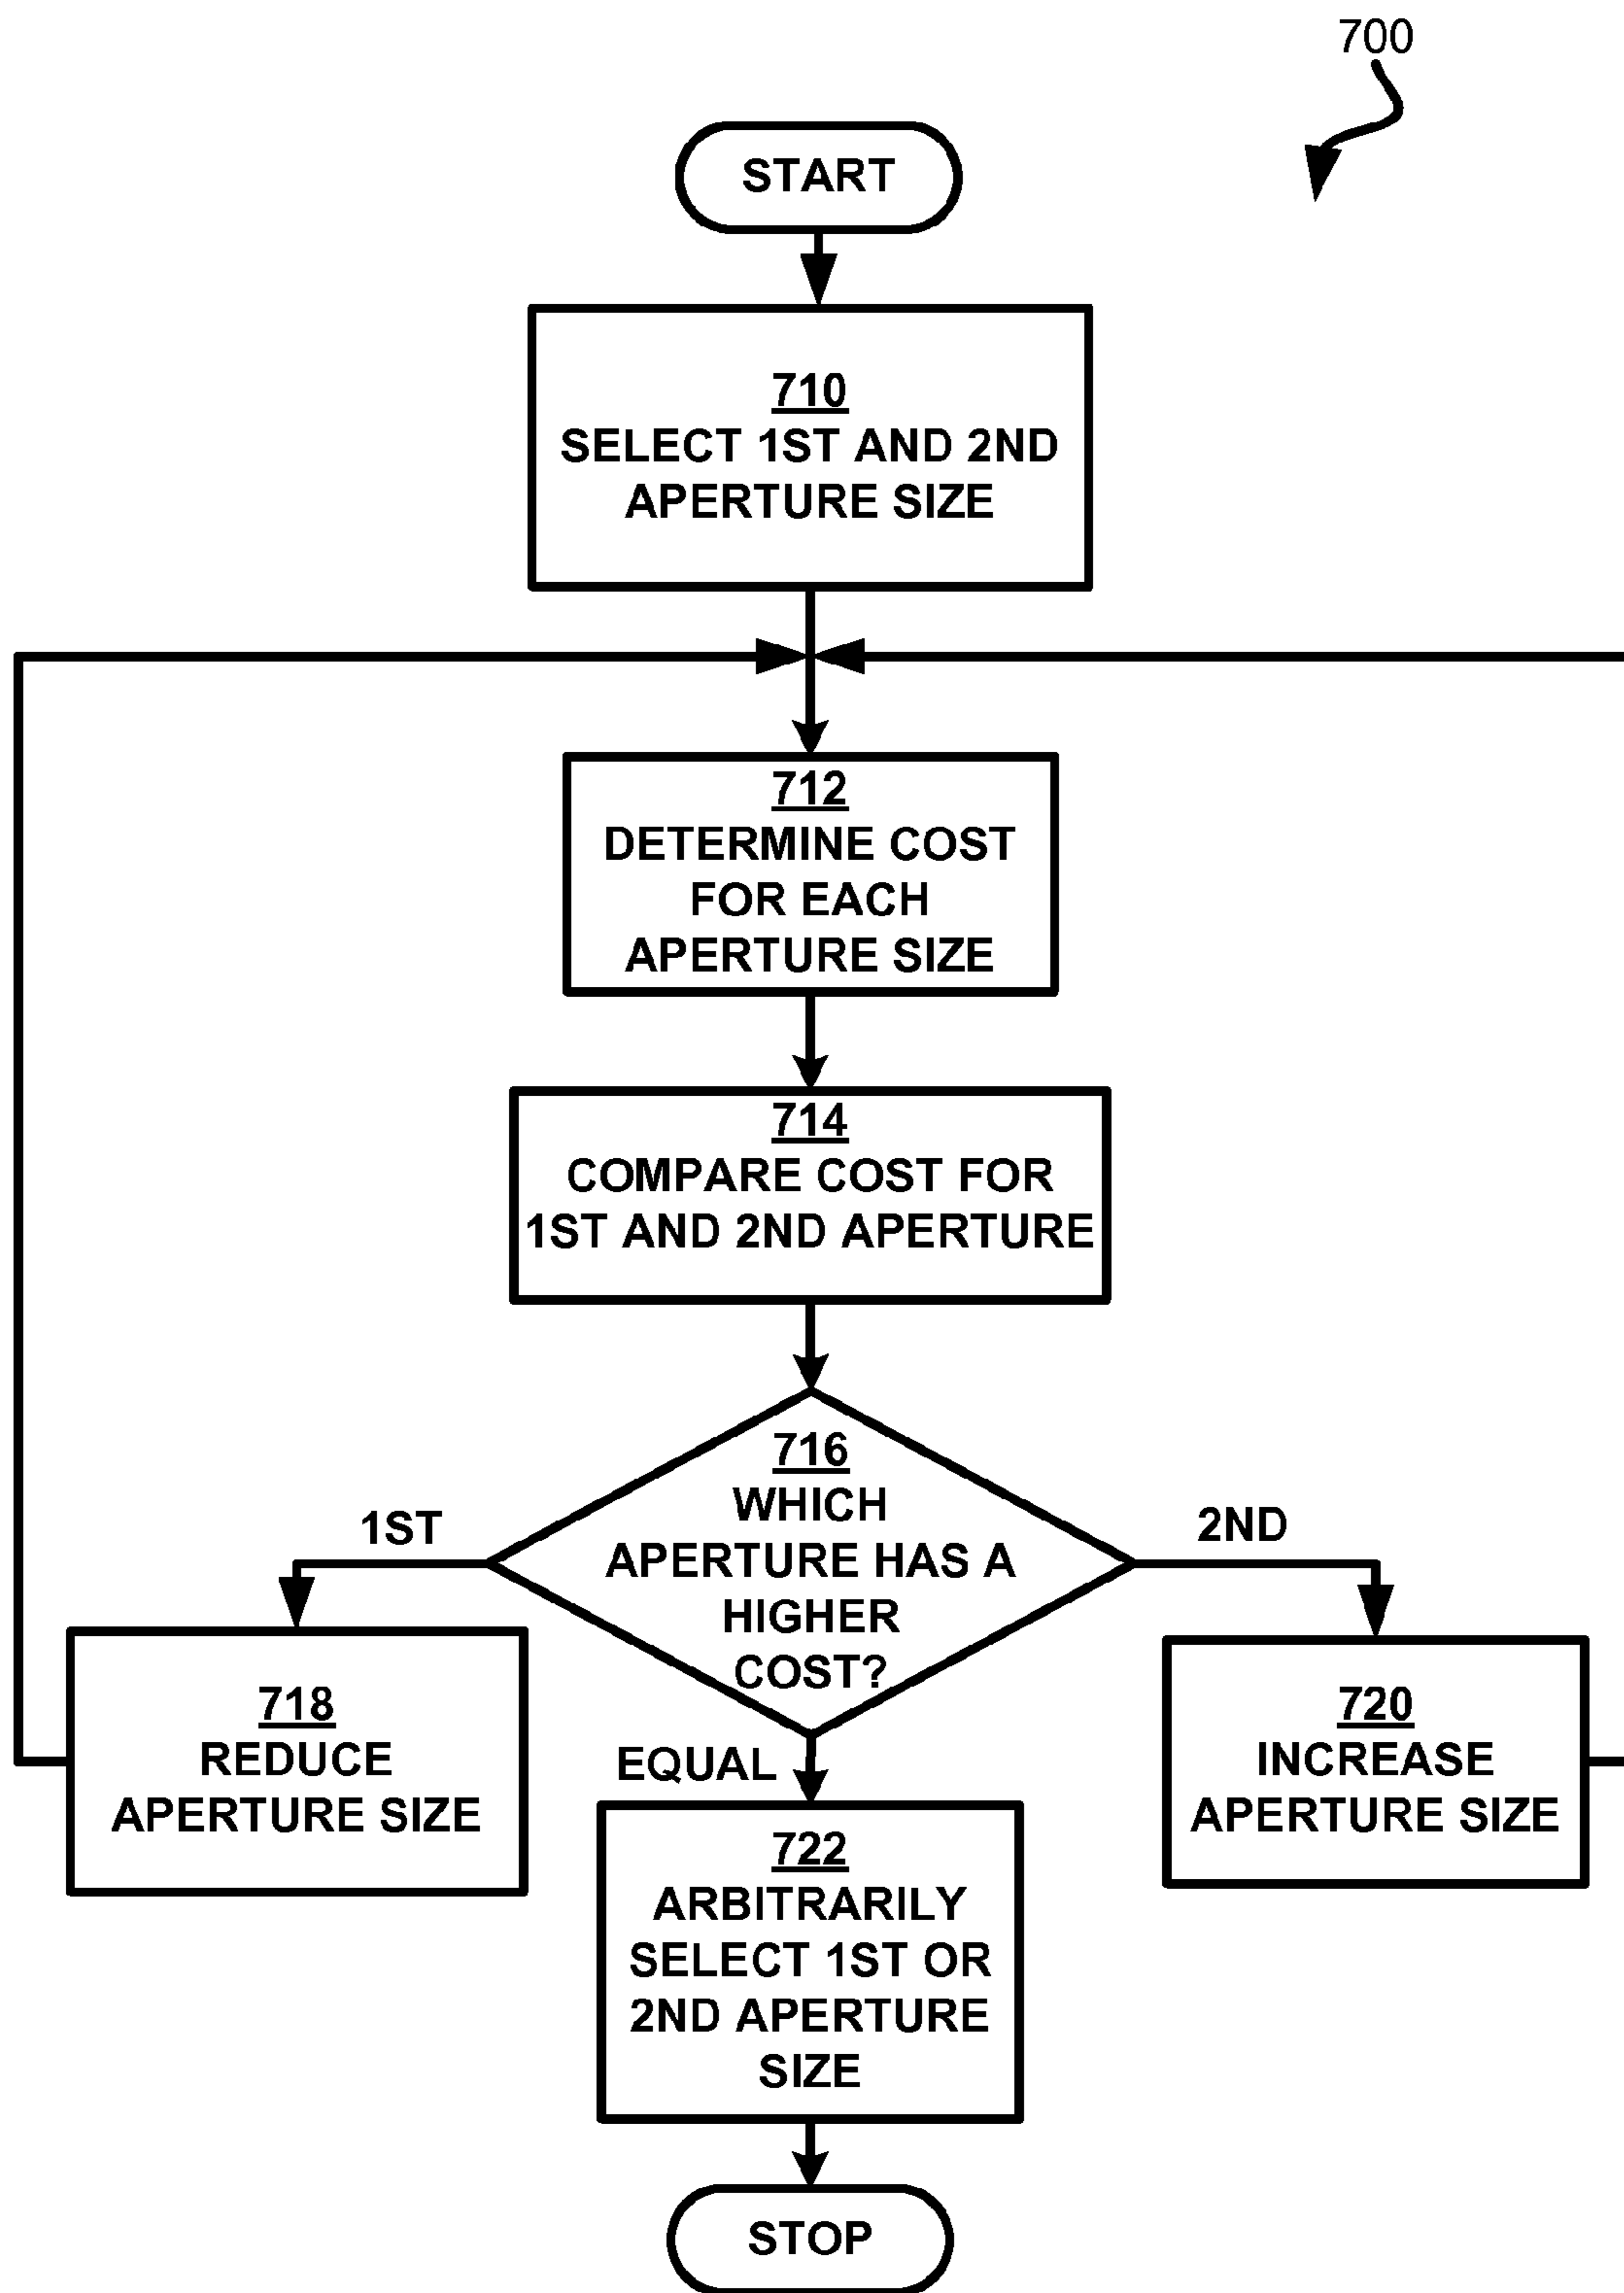 700
START
710
SELECT 1ST AND 2ND
APERTURE SIZE
712
DETERMINE COST
FOR EACH
APERTURE SIZE
714
COMPARE COST FOR
1ST AND 2ND APERTURE
716
WHICH
APERTURE HAS A
HIGHER
COST?
1ST
2ND
718
REDUCE
APERTURE SIZE
720
INCREASE
APERTURE SIZE
EQUAL
722
ARBITRARILY
SELECT 1ST OR
2ND APERTURE
SIZE
STOP